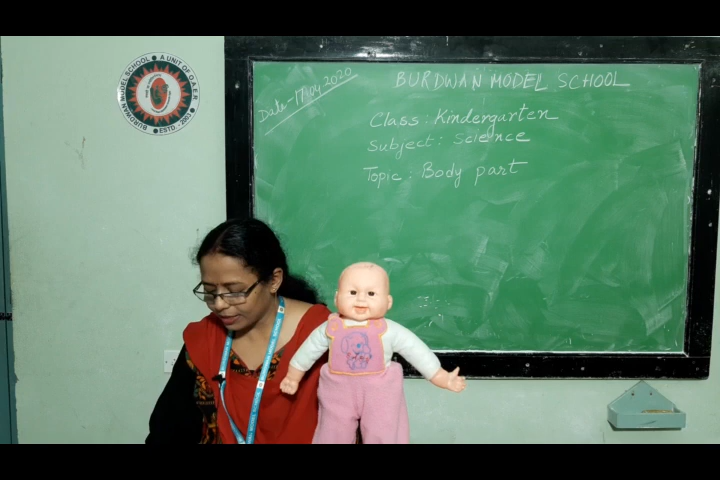 BURDWAN MODEL SCHOOL ● A UNIT OF O.A.E.R
ESTD - 2003
Date-17/04/2020
BURDWAN MODEL SCHOOL
Class: Kindergarten
Subject: Science
Topic: Body part